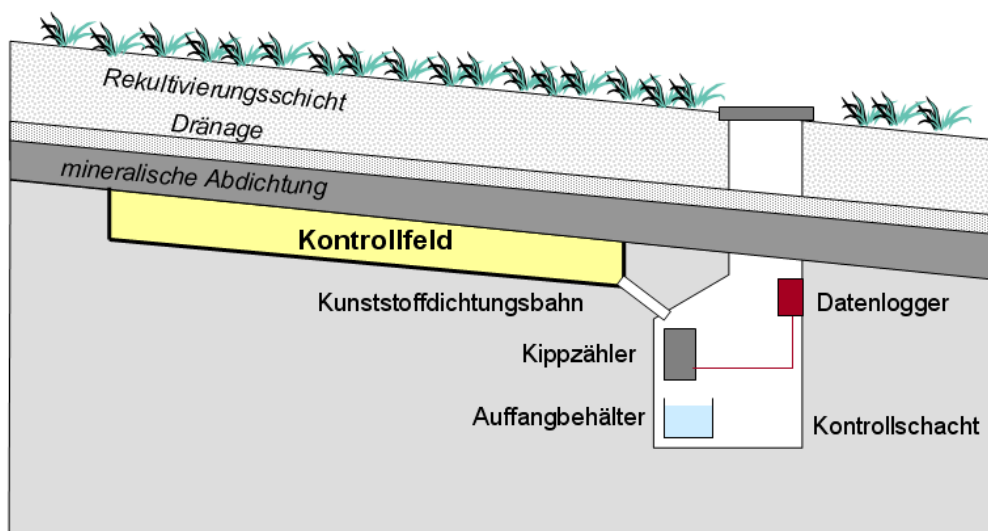 Rekultivierungsschicht
Dränage
mineralische Abdichtung
Kontrollfeld
Kunststoffdichtungsbahn
Datenlogger
Kippzähler
Auffangbehälter
Kontrollschacht